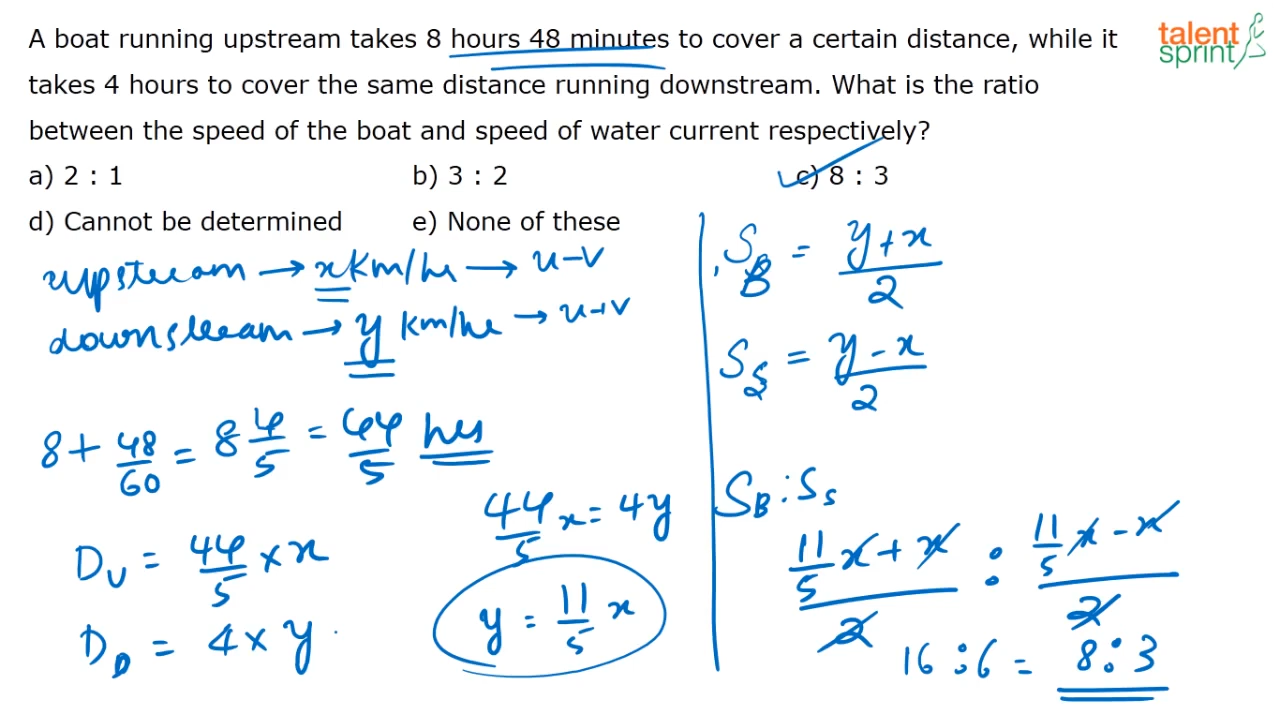 A boat running upstream takes 8 hours 48 minutes to cover a certain distance, while it
takes 4 hours to cover the same distance running downstream. What is the ratio
between the speed of the boat and speed of water current respectively?
a) 2 : 1 b) 3 : 2 c) 8 : 3
d) Cannot be determined e) None of these
talent
sprint
upstream → x km/hr → u-v
downstream → y km/hr → u+v
8 + 48/60 = 8 4/5 = 44/5 hrs
D_U = 44/5 × x
D_D = 4 × y
44/5 x = 4y
y = 11/5 x
S_B = y+x/2
S_S = y-x/2
S_B : S_S
11/5 x + x / 2 : 11/5 x - x / 2
16 : 6 = 8 : 3